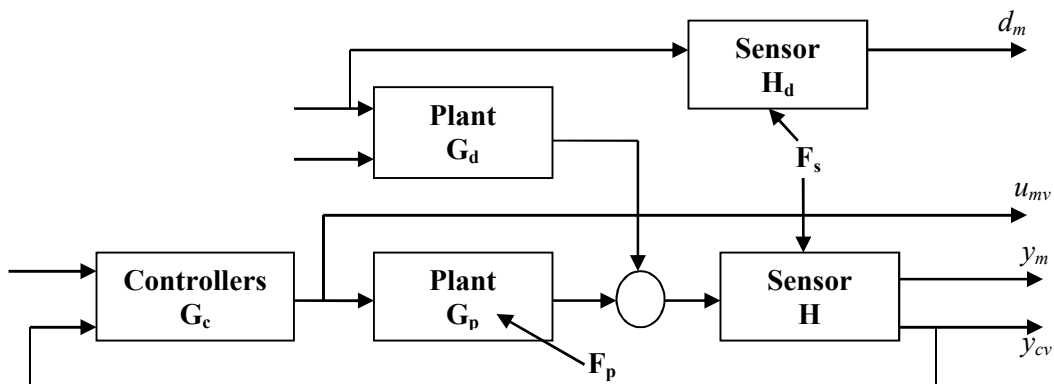 Sensor
H_d
d_m
Plant
G_d
F_s
u_mv
Controllers
G_c
Plant
G_p
Sensor
H
y_m
y_cv
F_p